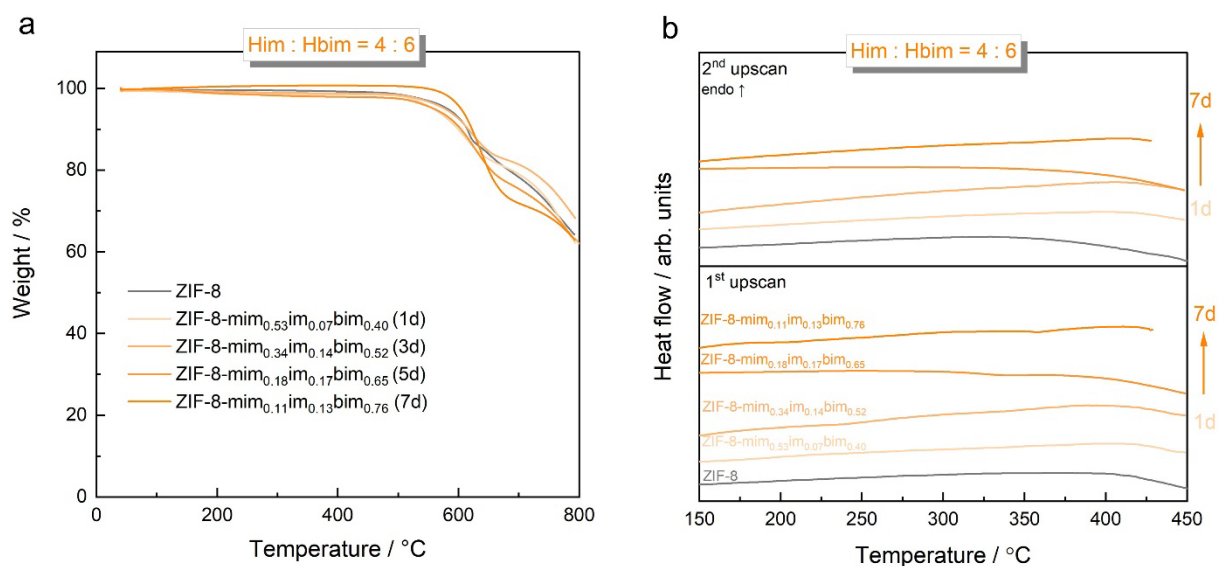 a
Him : Hbim = 4 : 6
100
80
60
40
20
0
0
200
400
600
800
Weight / %
Temperature / °C
ZIF-8
ZIF-8-mim0.53im0.07bim0.40 (1d)
ZIF-8-mim0.34im0.14bim0.52 (3d)
ZIF-8-mim0.18im0.17bim0.65 (5d)
ZIF-8-mim0.11im0.13bim0.76 (7d)
b
Him : Hbim = 4 : 6
2nd upscan
endo ↑
7d
1d
1st upscan
ZIF-8-mim0.11im0.13bim0.76
ZIF-8-mim0.18im0.17bim0.65
ZIF-8-mim0.34im0.14bim0.52
ZIF-8-mim0.53im0.07bim0.40
ZIF-8
7d
1d
Heat flow / arb. units
150
200
250
300
350
400
450
Temperature / °C